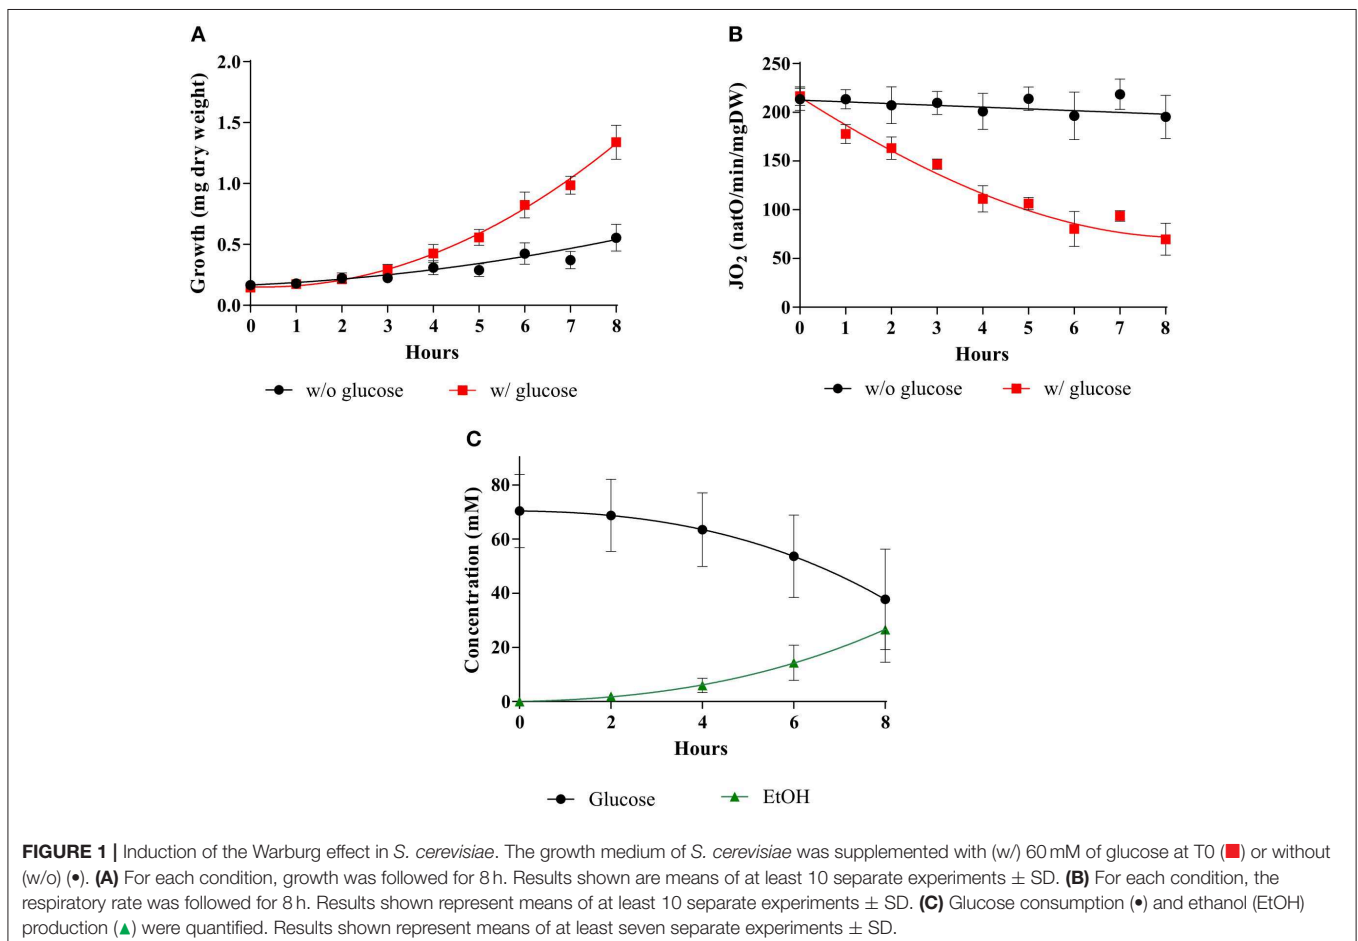 A
Growth (mg dry weight)
2.0
1.5
1.0
0.5
0.0
0 1 2 3 4 5 6 7 8
Hours
w/o glucose w/ glucose
B
JO₂ (natO/min/mgDW)
250
200
150
100
50
0
0 1 2 3 4 5 6 7 8
Hours
w/o glucose w/ glucose
C
Concentration (mM)
80
60
40
20
0
0 2 4 6 8
Hours
Glucose EtOH
FIGURE 1 | Induction of the Warburg effect in S. cerevisiae. The growth medium of S. cerevisiae was supplemented with (w/) 60 mM of glucose at T0 (■) or without
(w/o) (•). (A) For each condition, growth was followed for 8 h. Results shown are means of at least 10 separate experiments ± SD. (B) For each condition, the
respiratory rate was followed for 8 h. Results shown represent means of at least 10 separate experiments ± SD. (C) Glucose consumption (•) and ethanol (EtOH)
production (▲) were quantified. Results shown represent means of at least seven separate experiments ± SD.